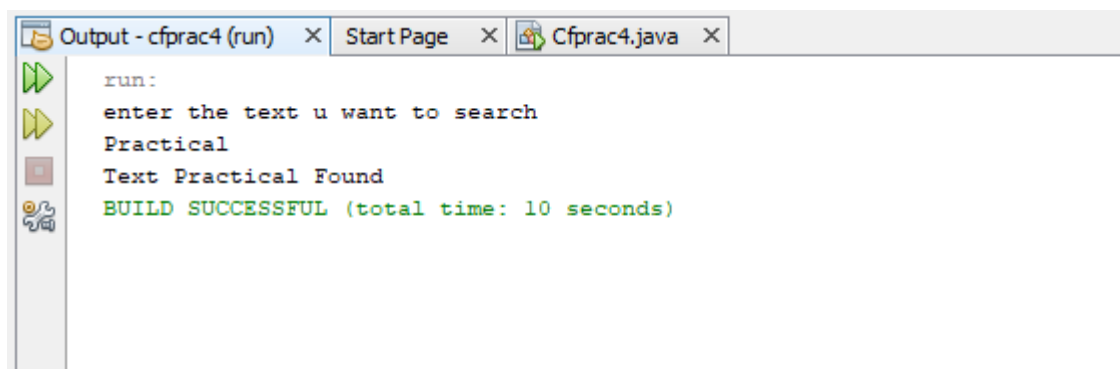 Output - cfprac4 (run) Start Page Cfprac4.java
run:
enter the text u want to search
Practical
Text Practical Found
BUILD SUCCESSFUL (total time: 10 seconds)